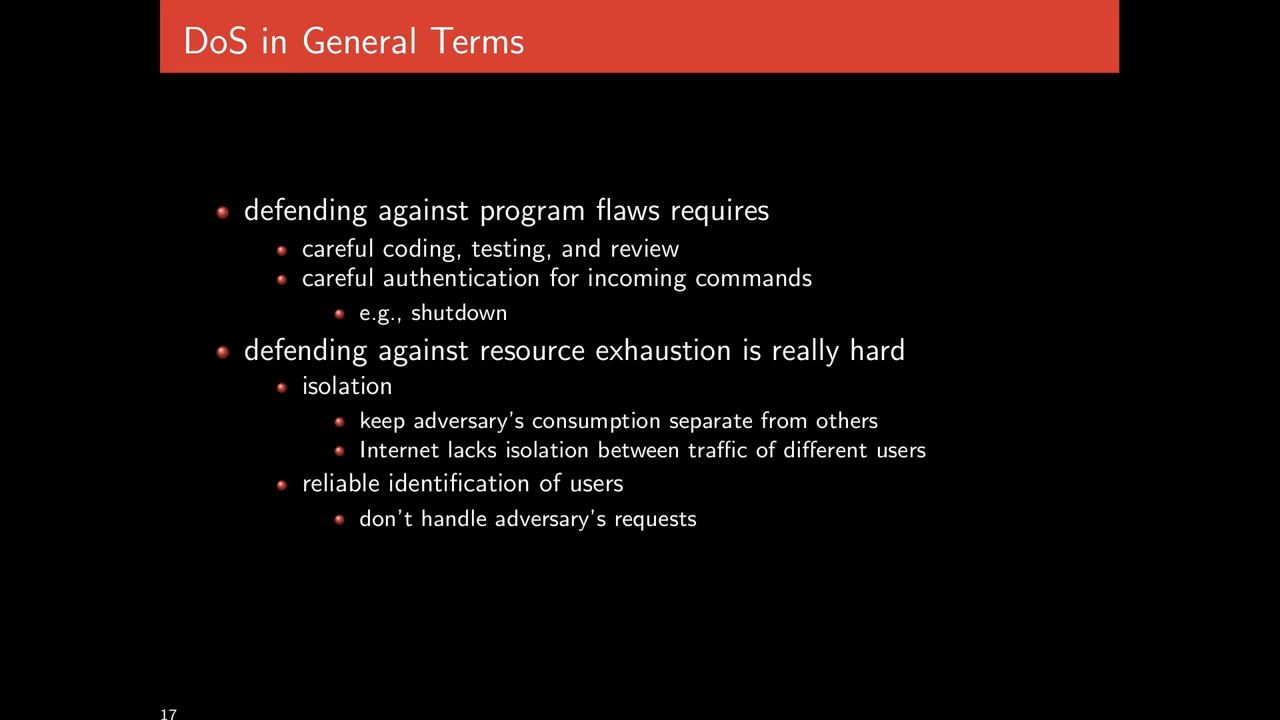 DoS in General Terms
defending against program flaws requires
careful coding, testing, and review
careful authentication for incoming commands
e.g., shutdown
defending against resource exhaustion is really hard
isolation
keep adversary's consumption separate from others
Internet lacks isolation between traffic of different users
reliable identification of users
don't handle adversary's requests
17